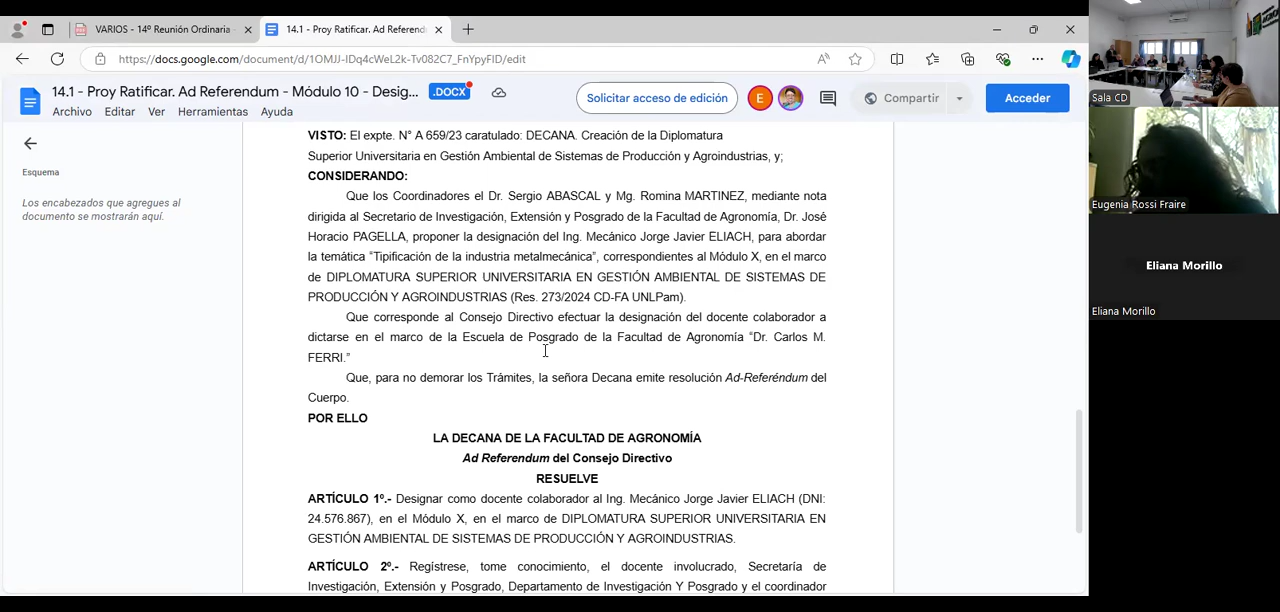 VARIOS - 14º Reunión Ordinaria
14.1 - Proy Ratificar. Ad Referend
https://docs.google.com/document/d/1OMJJ-IDq4cWeL2k-Tv082C7_FnYpyFID/edit
14.1 - Proy Ratificar. Ad Referendum - Módulo 10 - Desig... .DOCX
Archivo Editar Ver Herramientas Ayuda
Solicitar acceso de edición
E
Compartir
Acceder
Esquema
Los encabezados que agregues al
documento se mostrarán aquí.
VISTO: El expte. N° A 659/23 caratulado: DECANA. Creación de la Diplomatura
Superior Universitaria en Gestión Ambiental de Sistemas de Producción y Agroindustrias, y;
CONSIDERANDO:
Que los Coordinadores el Dr. Sergio ABASCAL y Mg. Romina MARTINEZ, mediante nota
dirigida al Secretario de Investigación, Extensión y Posgrado de la Facultad de Agronomía, Dr. José
Horacio PAGELLA, proponer la designación del Ing. Mecánico Jorge Javier ELIACH, para abordar
la temática “Tipificación de la industria metalmecánica”, correspondientes al Módulo X, en el marco
de DIPLOMATURA SUPERIOR UNIVERSITARIA EN GESTIÓN AMBIENTAL DE SISTEMAS DE
PRODUCCIÓN Y AGROINDUSTRIAS (Res. 273/2024 CD-FA UNLPam).
Que corresponde al Consejo Directivo efectuar la designación del docente colaborador a
dictarse en el marco de la Escuela de Posgrado de la Facultad de Agronomía “Dr. Carlos M.
FERRI.”
Que, para no demorar los Trámites, la señora Decana emite resolución Ad-Referéndum del
Cuerpo.
POR ELLO
LA DECANA DE LA FACULTAD DE AGRONOMÍA
Ad Referendum del Consejo Directivo
RESUELVE
ARTÍCULO 1º.- Designar como docente colaborador al Ing. Mecánico Jorge Javier ELIACH (DNI:
24.576.867), en el Módulo X, en el marco de DIPLOMATURA SUPERIOR UNIVERSITARIA EN
GESTIÓN AMBIENTAL DE SISTEMAS DE PRODUCCIÓN Y AGROINDUSTRIAS.
ARTÍCULO 2º.- Regístrese, tome conocimiento, el docente involucrado, Secretaría de
Investigación, Extensión y Posgrado, Departamento de Investigación Y Posgrado y el coordinador
Sala CD
Eugenia Rossi Fraire
Eliana Morillo
Eliana Morillo